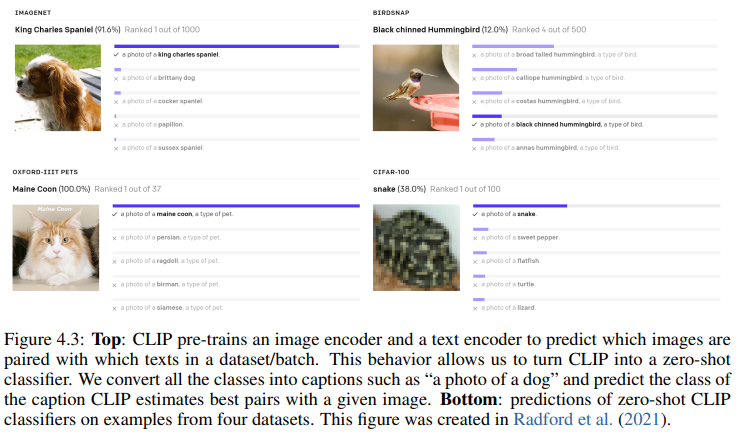 IMAGENET
King Charles Spaniel (91.6%) Ranked 1 out of 1000
✓ a photo of a king charles spaniel.
× a photo of a brittany dog.
× a photo of a cocker spaniel.
× a photo of a papillon.
× a photo of a sussex spaniel.
BIRDSNAP
Black chinned Hummingbird (12.0%) Ranked 4 out of 500
× a photo of a broad tailed hummingbird, a type of bird.
× a photo of a calliope hummingbird, a type of bird.
× a photo of a costas hummingbird, a type of bird.
✓ a photo of a black chinned hummingbird, a type of bird.
× a photo of a annas hummingbird, a type of bird.
OXFORD-IIIT PETS
Maine Coon (100.0%) Ranked 1 out of 37
Maine Coon
✓ a photo of a maine coon, a type of pet.
× a photo of a persian, a type of pet.
× a photo of a ragdoll, a type of pet.
× a photo of a birman, a type of pet.
× a photo of a siamese, a type of pet.
CIFAR-100
snake (38.0%) Ranked 1 out of 100
✓ a photo of a snake.
× a photo of a sweet pepper.
× a photo of a flatfish.
× a photo of a turtle
× a photo of a lizard
Figure 4.3: Top: CLIP pre-trains an image encoder and a text encoder to predict which images are
paired with which texts in a dataset/batch. This behavior allows us to turn CLIP into a zero-shot
classifier. We convert all the classes into captions such as “a photo of a dog” and predict the class of
the caption CLIP estimates best pairs with a given image. Bottom: predictions of zero-shot CLIP
classifiers on examples from four datasets. This figure was created in Radford et al. (2021).